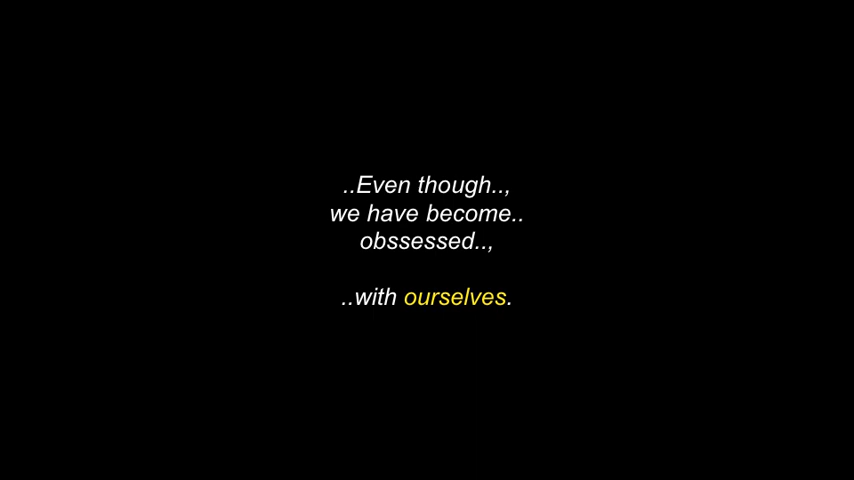 ..Even though..,
we have become..
obssessed..,
..with ourselves.